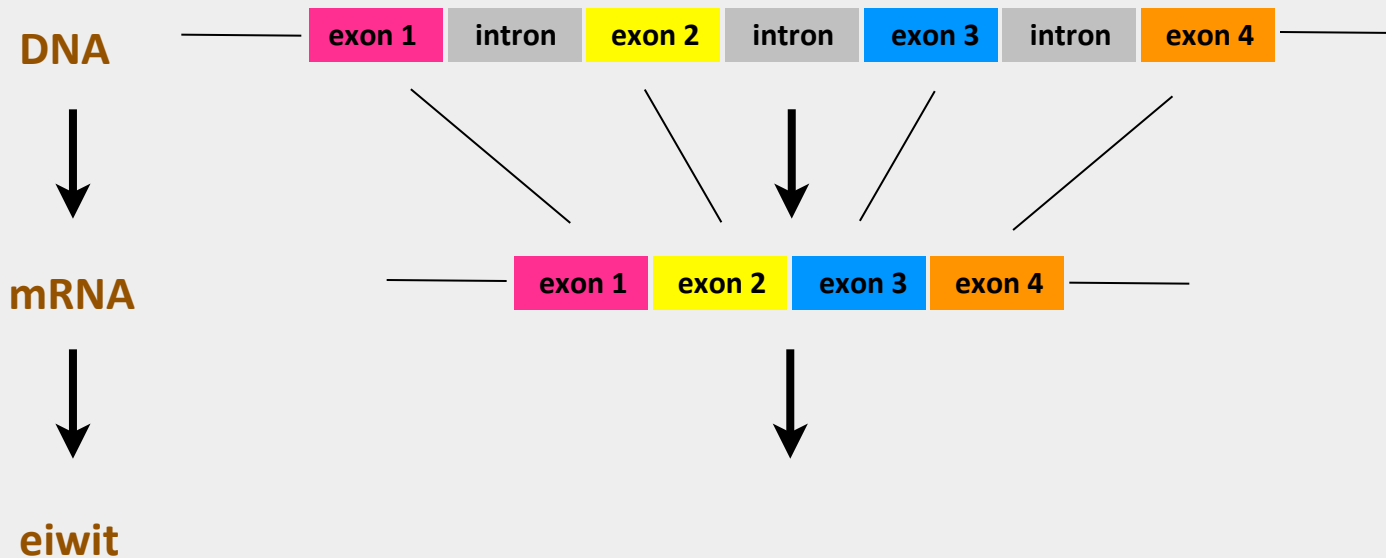 DNA
exon 1 intron exon 2 intron exon 3 intron exon 4
mRNA
exon 1 exon 2 exon 3 exon 4
eiwit